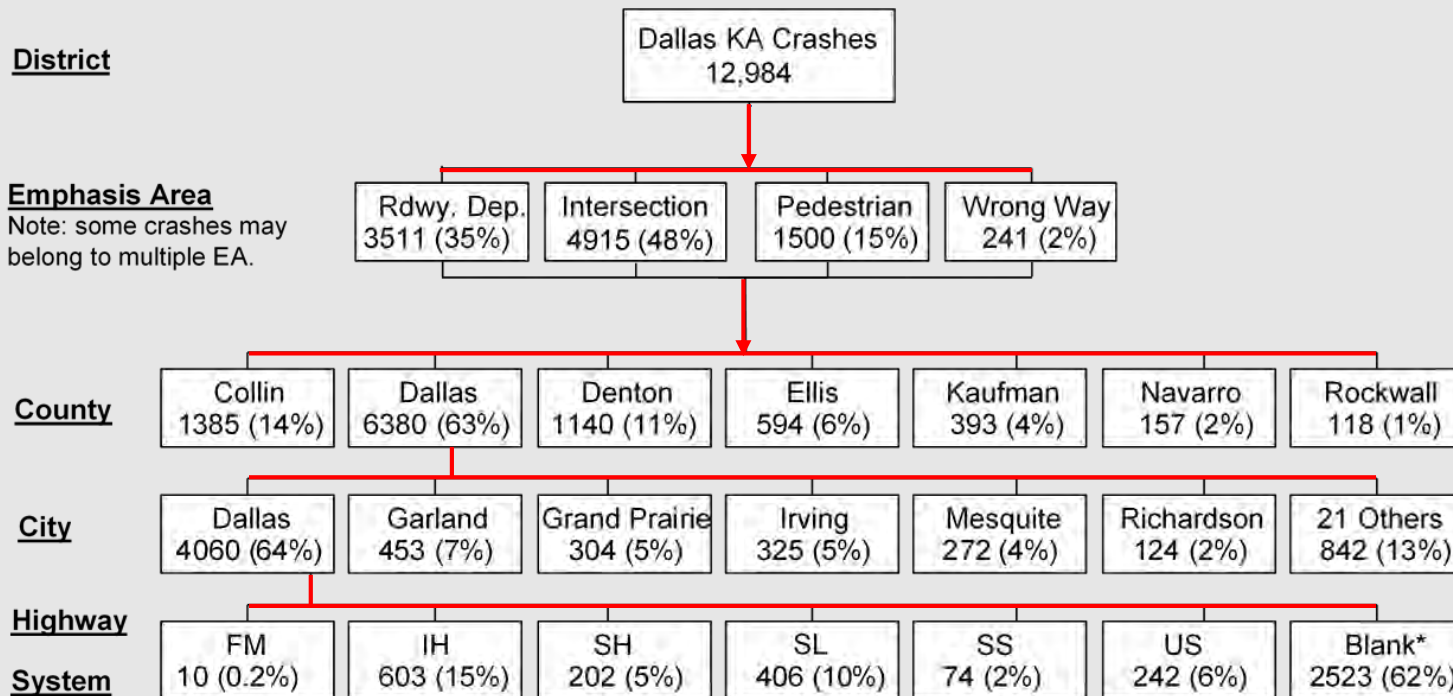 Dallas KA Crashes
12,984
District
Emphasis Area
Note: some crashes may
belong to multiple EA.
Rdwy. Dep.
3511 (35%)
Intersection
4915 (48%)
Pedestrian
1500 (15%)
Wrong Way
241 (2%)
County
Collin
1385 (14%)
Dallas
6380 (63%)
Denton
1140 (11%)
Ellis
594 (6%)
Kaufman
393 (4%)
Navarro
157 (2%)
Rockwall
118 (1%)
City
Dallas
4060 (64%)
Garland
453 (7%)
Grand Prairie
304 (5%)
Irving
325 (5%)
Mesquite
272 (4%)
Richardson
124 (2%)
21 Others
842 (13%)
Highway
System
FM
10 (0.2%)
IH
603 (15%)
SH
202 (5%)
SL
406 (10%)
SS
74 (2%)
US
242 (6%)
Blank*
2523 (62%)